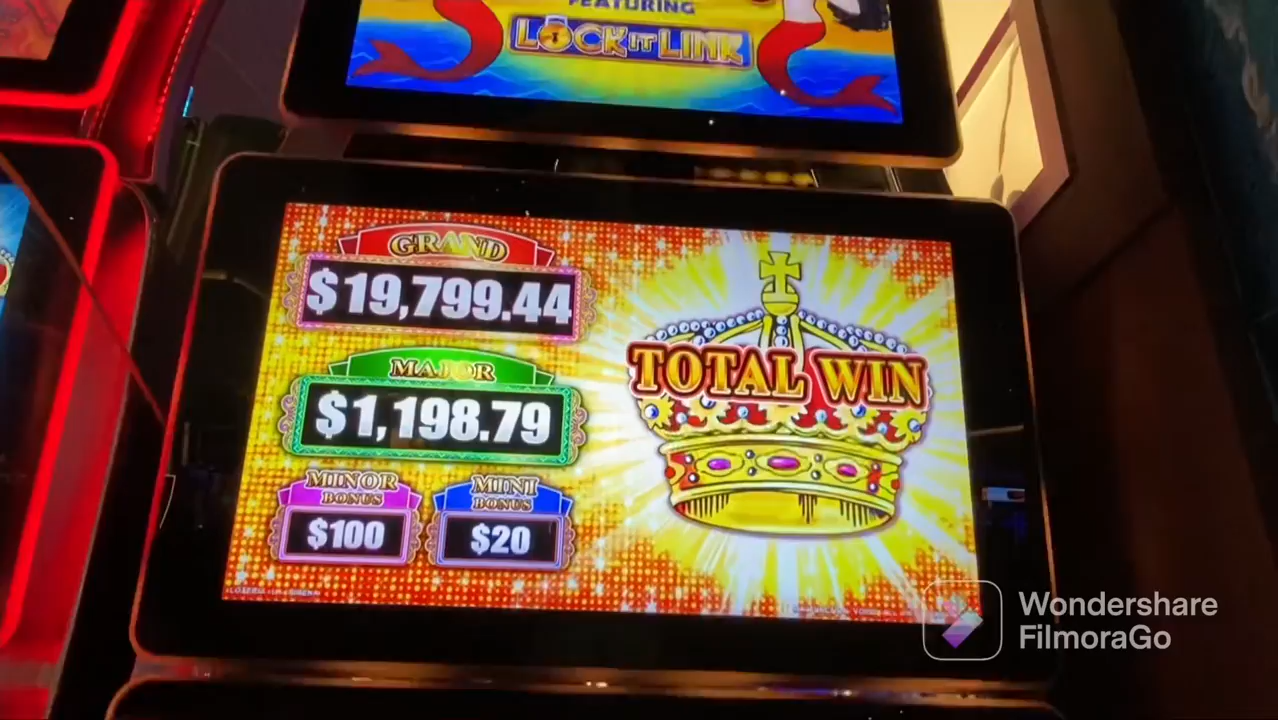 FEATURING
LOCK IT LINK
GRAND
$19,799.44
MAJOR
$1,198.79
MINOR
BONUS
$100
MINI
BONUS
$20
TOTAL WIN
Wondershare
FilmoraGo